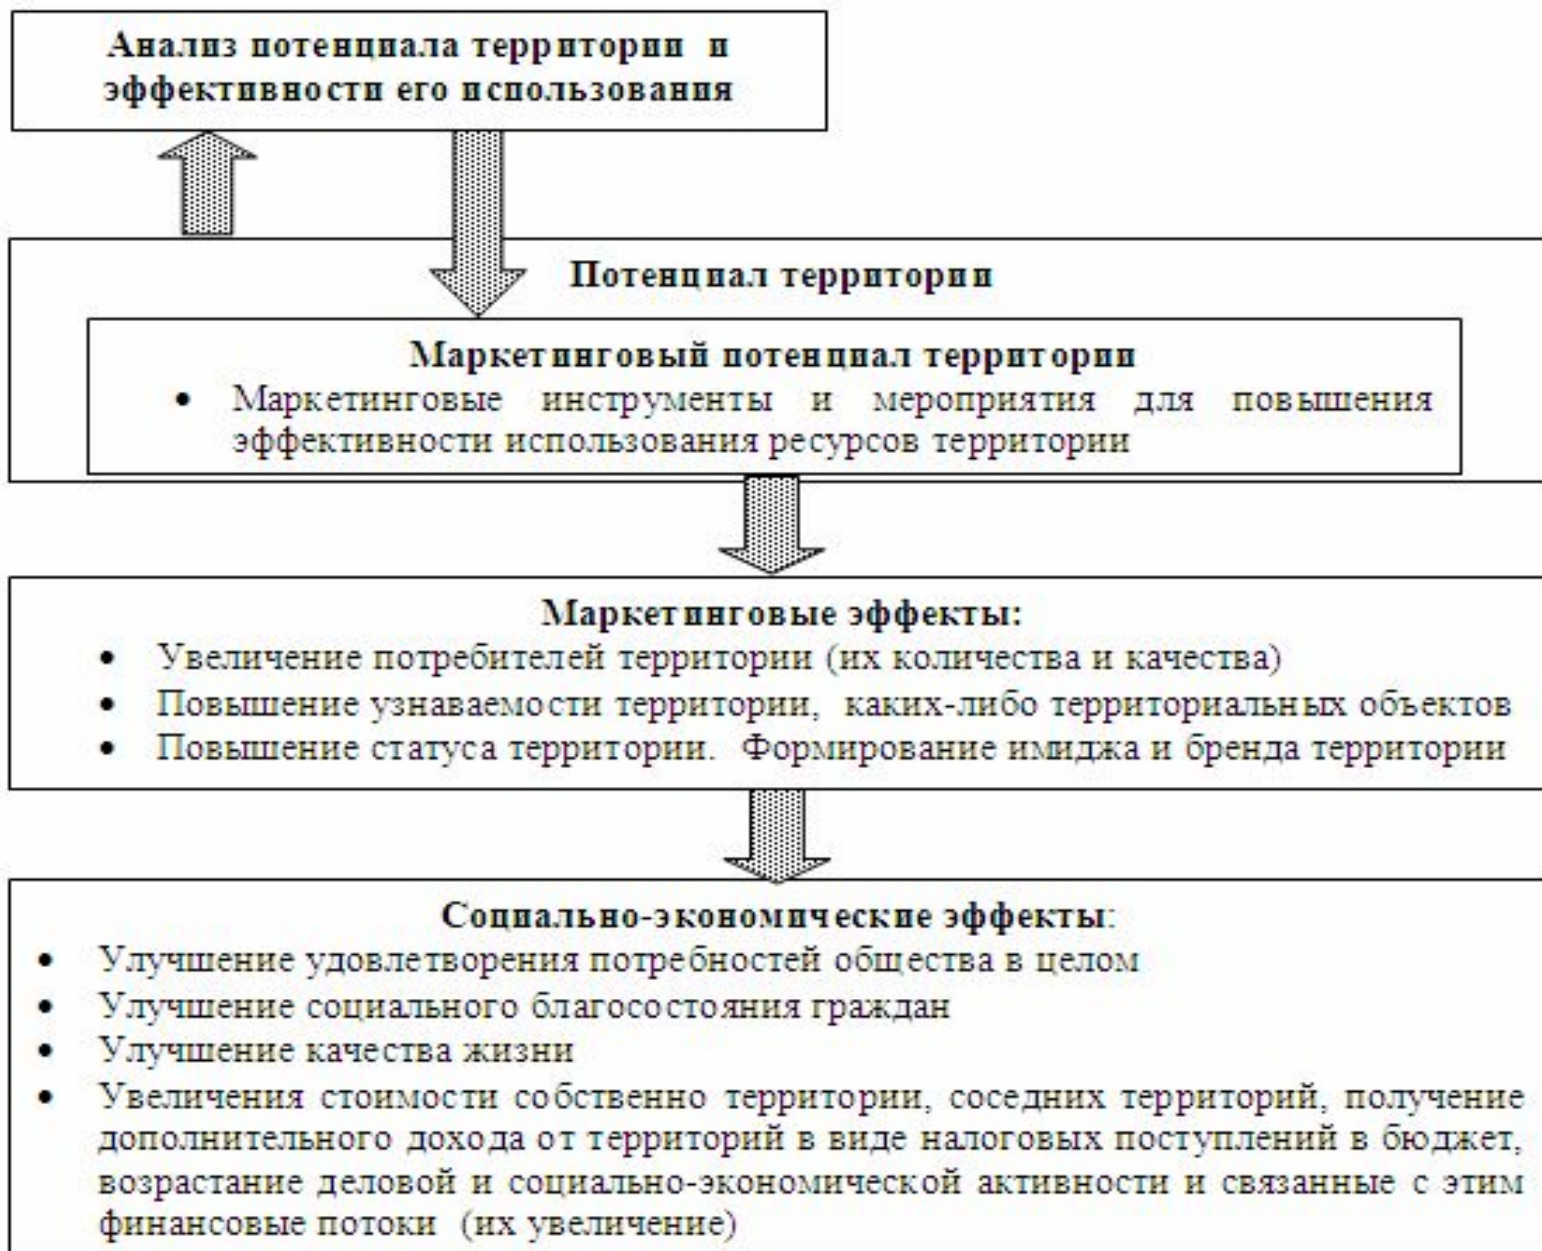 Анализ потенциала территории и
эффективности его использования
Потенциал территории
Маркетинговый потенциал территории
• Маркетинговые инструменты и мероприятия для повышения
эффективности использования ресурсов территории
Маркетинговые эффекты:
• Увеличение потребителей территории (их количества и качества)
• Повышение узнаваемости территории, каких-либо территориальных объектов
• Повышение статуса территории. Формирование имиджа и бренда территории
Социально-экономические эффекты:
• Улучшение удовлетворения потребностей общества в целом
• Улучшение социального благосостояния граждан
• Улучшение качества жизни
• Увеличения стоимости собственно территории, соседних территорий, получение
дополнительного дохода от территорий в виде налоговых поступлений в бюджет,
возрастание деловой и социально-экономической активности и связанные с этим
финансовые потоки (их увеличение)